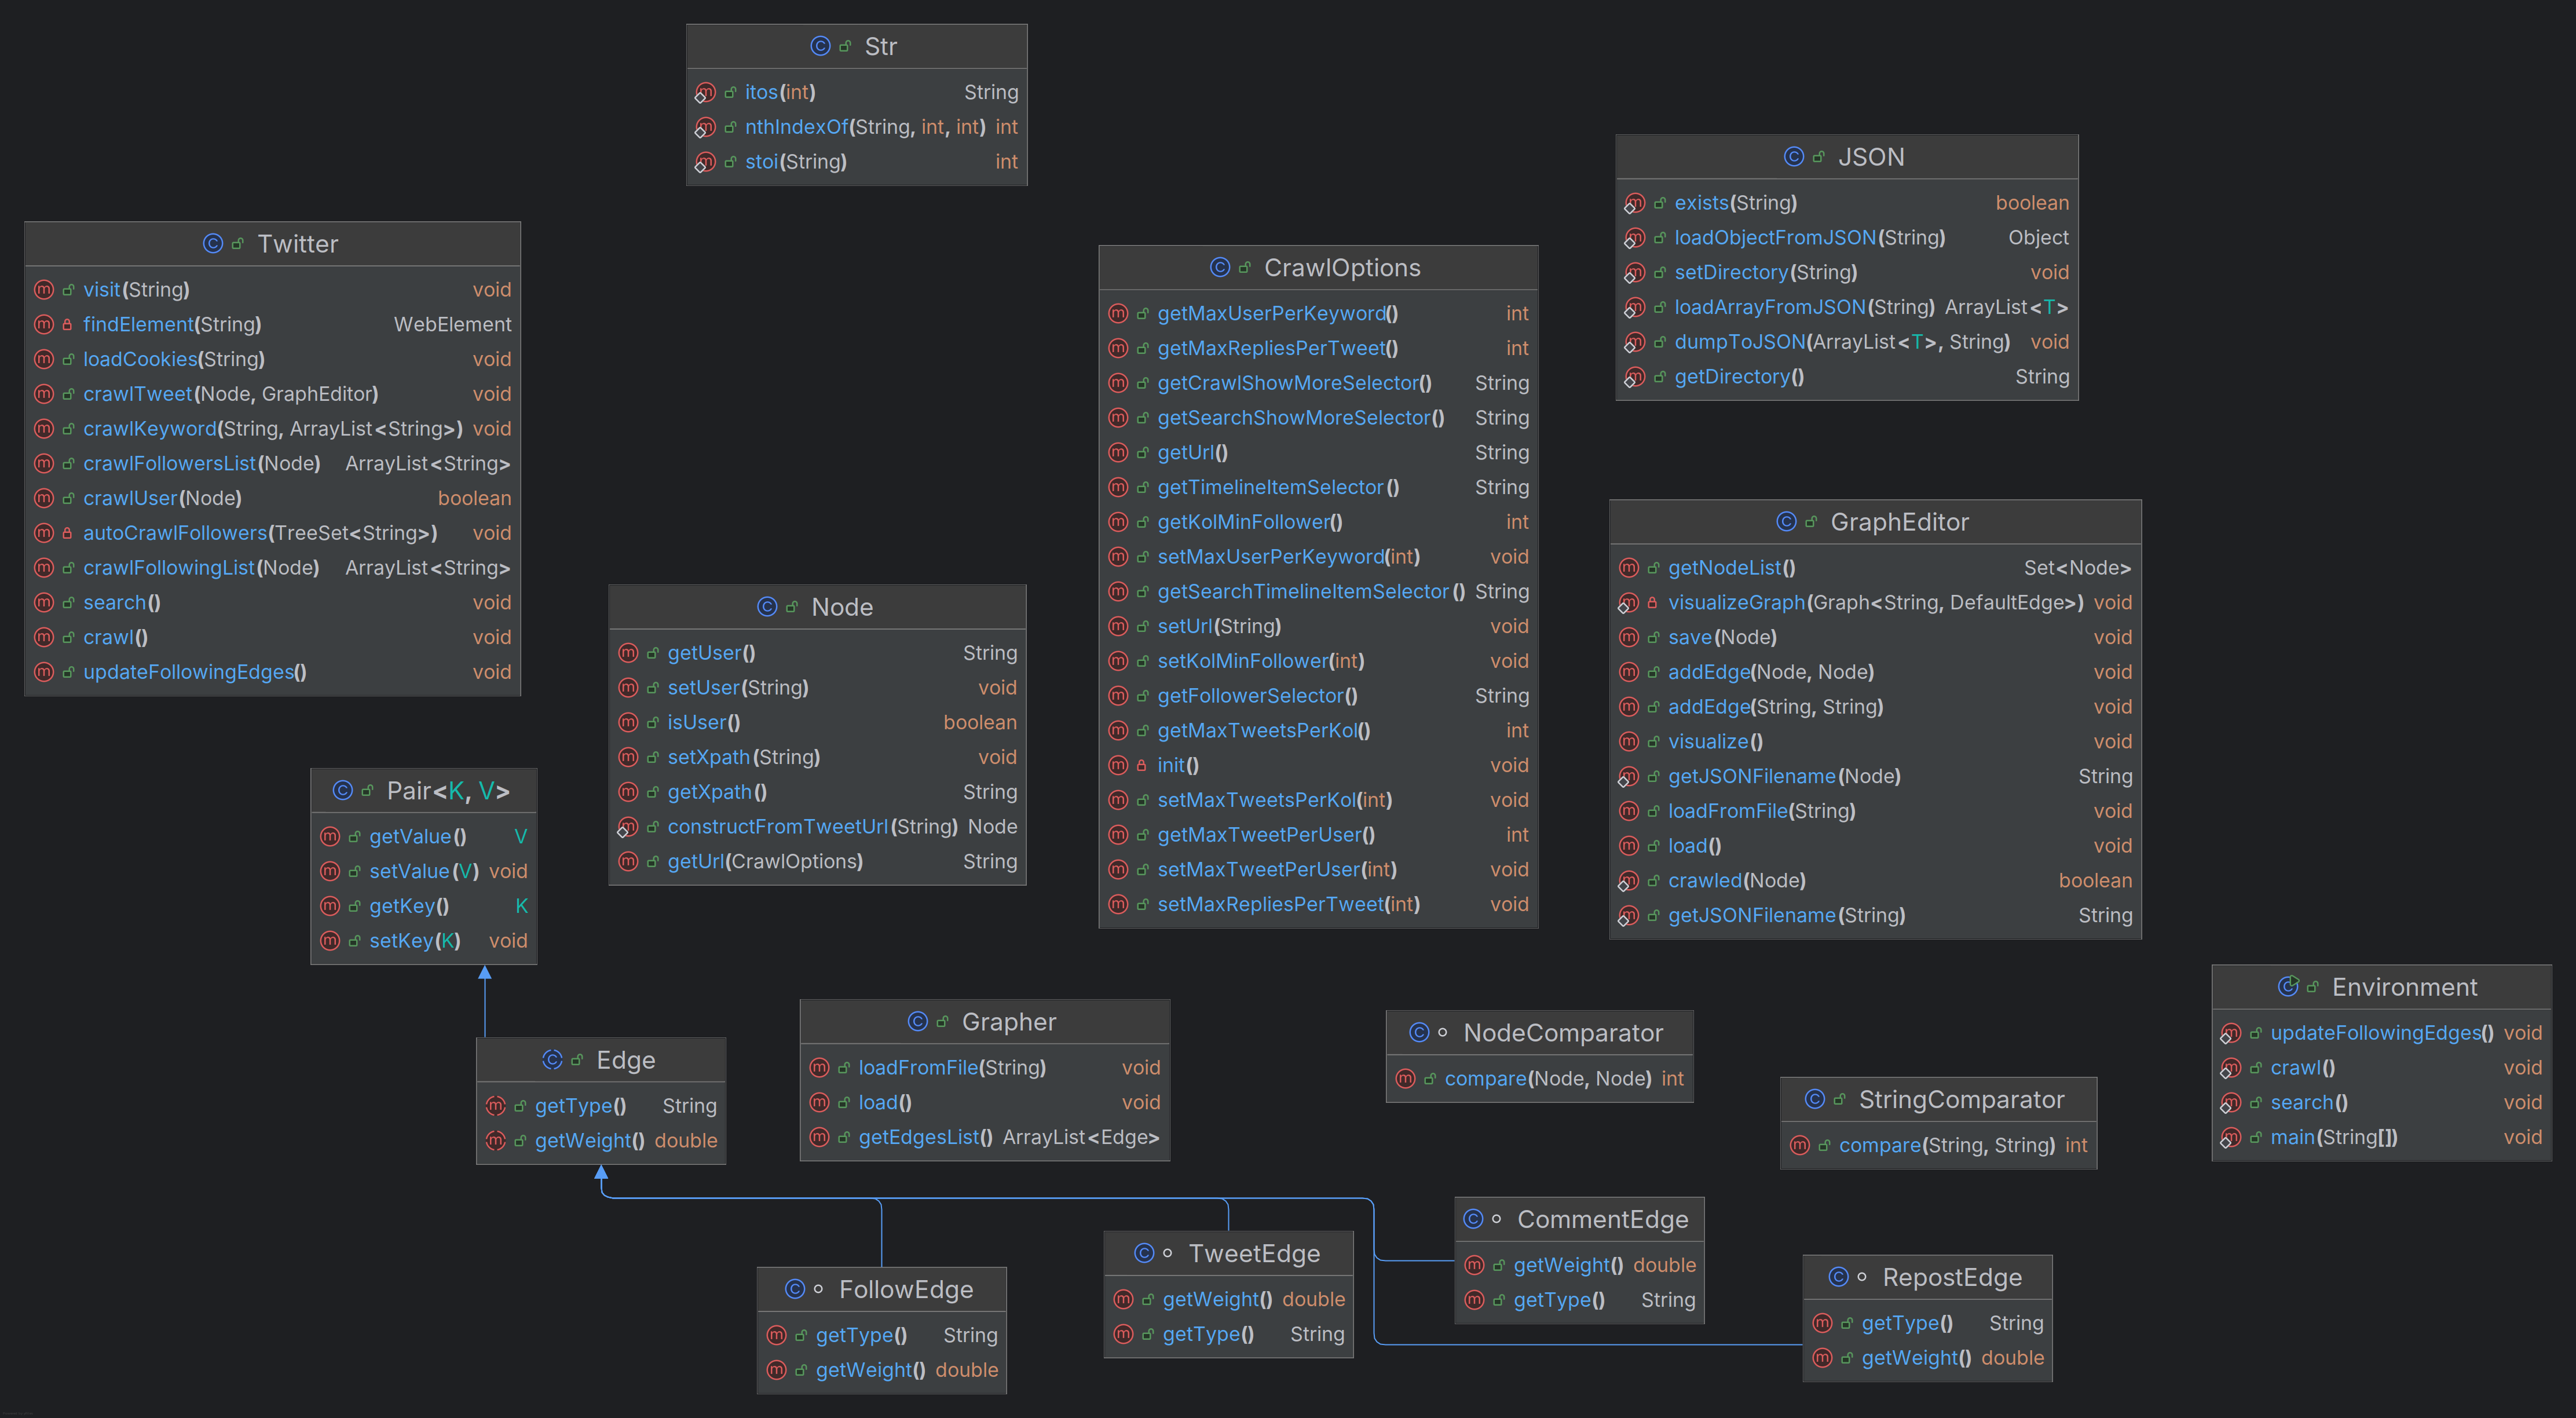 Str
itos(int) String
nthIndexOf(String, int, int) int
stoi(String) int
JSON
exists(String) boolean
loadObjectFromJSON(String) Object
setDirectory(String) void
loadArrayFromJSON(String) ArrayList<T>
dumpToJSON(ArrayList<T>, String) void
getDirectory() String
Twitter
visit(String) void
findElement(String) WebElement
loadCookies(String) void
crawlTweet(Node, GraphEditor) void
crawlKeyword(String, ArrayList<String>) void
crawlFollowersList(Node) ArrayList<String>
crawlUser(Node) boolean
autoCrawlFollowers(TreeSet<String>) void
crawlFollowingList(Node) ArrayList<String>
search() void
crawl() void
updateFollowingEdges() void
CrawlOptions
getMaxUserPerKeyword() int
getMaxRepliesPerTweet() int
getCrawlShowMoreSelector() String
getSearchShowMoreSelector() String
getUrl() String
getTimelineItemSelector() String
getKolMinFollower() int
setMaxUserPerKeyword(int) void
getSearchTimelineItemSelector() String
setUrl(String) void
setKolMinFollower(int) void
getFollowerSelector() String
getMaxTweetsPerKol() int
init() void
setMaxTweetsPerKol(int) void
getMaxTweetPerUser() int
setMaxTweetPerUser(int) void
setMaxRepliesPerTweet(int) void
GraphEditor
getNodeList() Set<Node>
visualizeGraph(Graph<String, DefaultEdge>) void
save(Node) void
addEdge(Node, Node) void
addEdge(String, String) void
visualize() void
getJSONFilename(Node) String
loadFromFile(String) void
load() void
crawled(Node) boolean
getJSONFilename(String) String
Node
getUser() String
setUser(String) void
isUser() boolean
setXpath(String) void
getXpath() String
constructFromTweetUrl(String) Node
getUrl(CrawlOptions) String
Pair<K, V>
getValue() V
setValue(V) void
getKey() K
setKey(K) void
Environment
updateFollowingEdges() void
crawl() void
search() void
main(String[]) void
Grapher
loadFromFile(String) void
load() void
getEdgesList() ArrayList<Edge>
NodeComparator
compare(Node, Node) int
Edge
getType() String
getWeight() double
StringComparator
compare(String, String) int
CommentEdge
getWeight() double
getType() String
TweetEdge
getWeight() double
getType() String
RepostEdge
getType() String
getWeight() double
FollowEdge
getType() String
getWeight() double